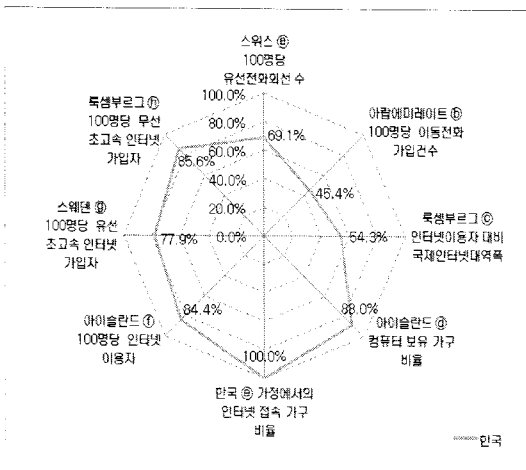 스위스 ⓐ
100명당
유선전화회선 수
100.0%
80.0%
60.0%
40.0%
20.0%
0.0%
69.1%
아랍에미레이트 ⓑ
100명당 이동전화
가입건수
45.4%
룩셈부르그 ⓒ
인터넷이용자 대비
국제인터넷대역폭
54.3%
아이슬란드 ⓓ
컴퓨터 보유 가구
비율
88.0%
한국 ⓔ 가정에서의
인터넷 접속 가구
비율
100.0%
아이슬란드 ⓕ
100명당 인터넷
이용자
84.4%
스웨덴 ⓖ
100명당 유선
초고속 인터넷
가입자
77.9%
룩셈부르그 ⓗ
100명당 무선
초고속 인터넷
가입자
85.6%
한국